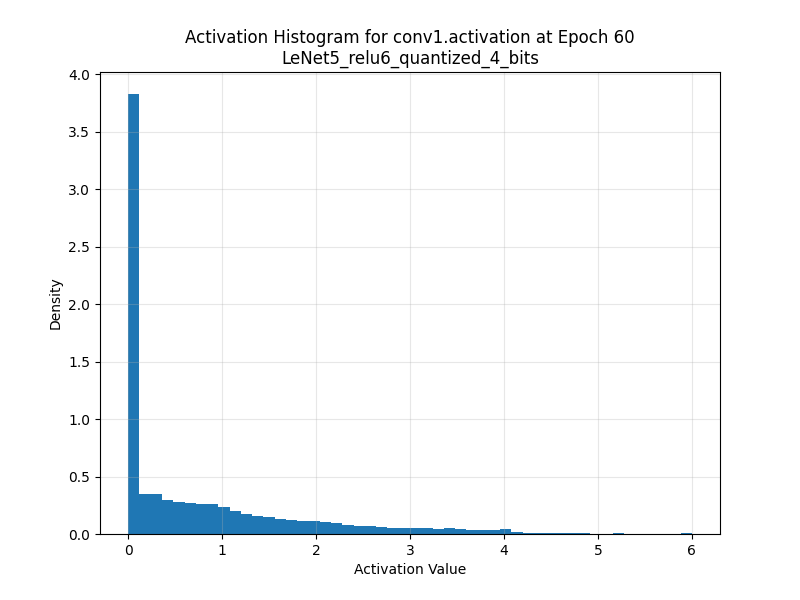 Activation Histogram for conv1.activation at Epoch 60
LeNet5_relu6_quantized_4_bits
4.0
3.5
3.0
2.5
2.0
1.5
1.0
0.5
0.0
Density
0 1 2 3 4 5 6
Activation Value